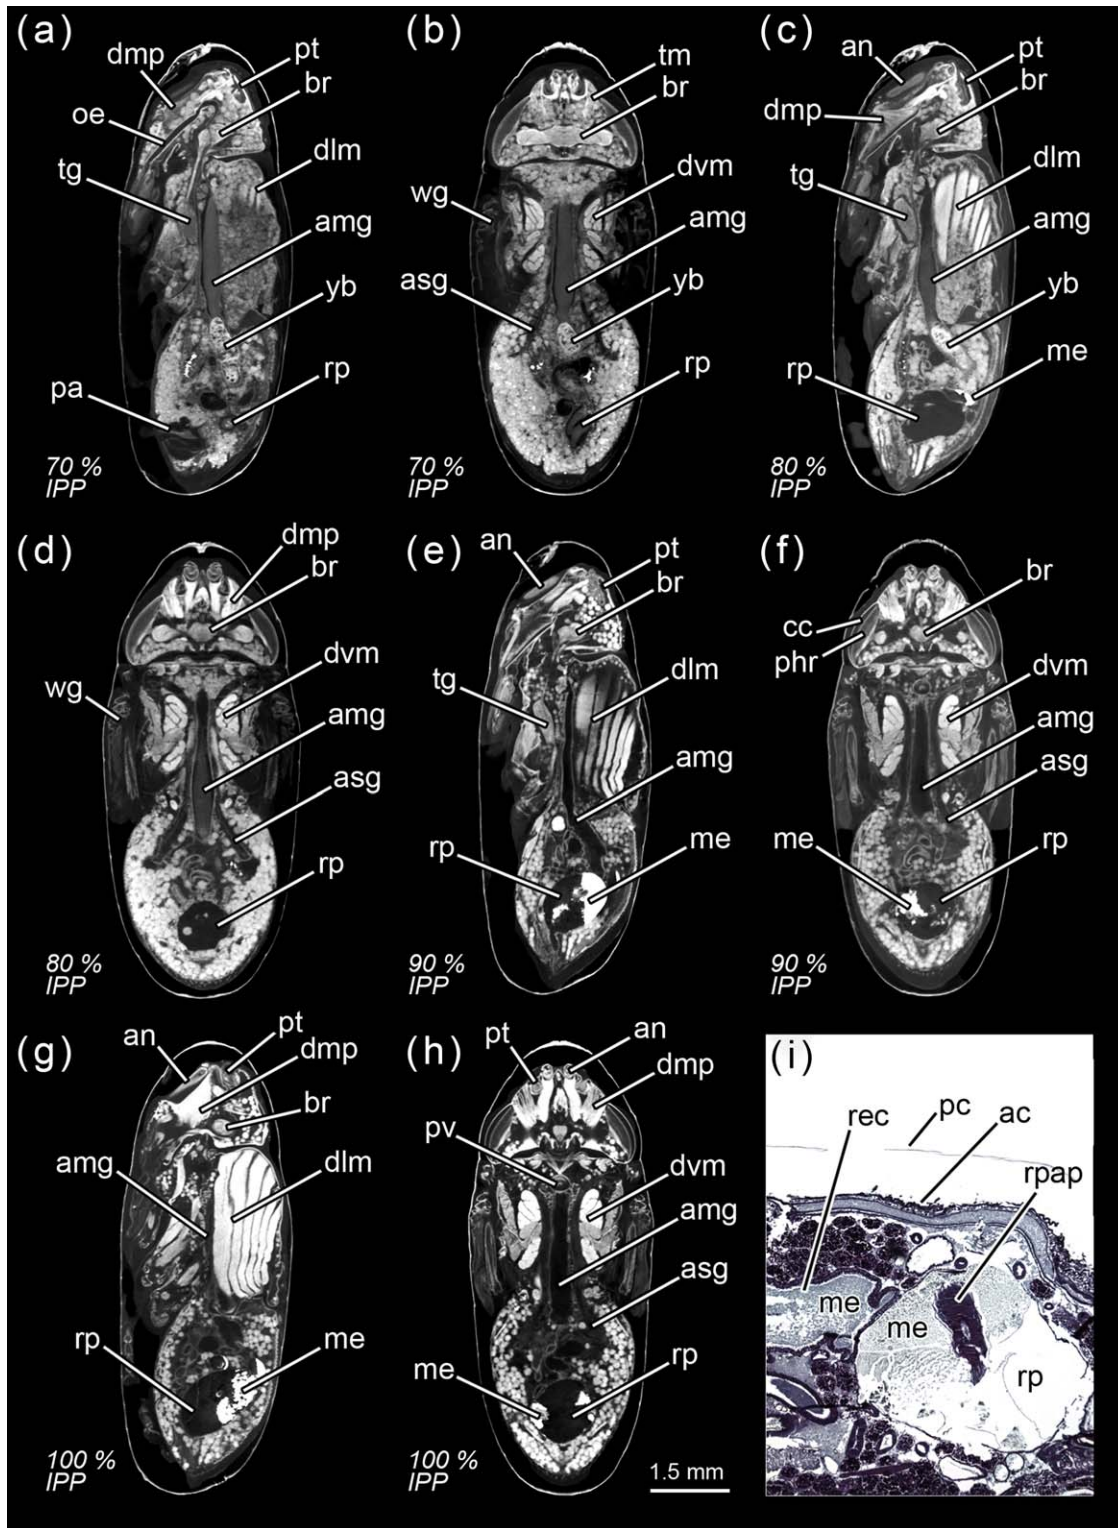 (a)
dmp
pt
br
oe
dlm
tg
amg
yb
pa
rp
70 %
IPP
(b)
tm
br
dvm
wg
amg
asg
yb
rp
70 %
IPP
(c)
an
pt
br
dmp
dlm
tg
amg
yb
me
rp
80 %
IPP
(d)
dmp
br
dvm
wg
amg
asg
rp
80 %
IPP
(e)
an
pt
br
tg
dlm
amg
rp
me
90 %
IPP
(f)
br
cc
phr
dvm
amg
asg
me
rp
90 %
IPP
(g)
an
pt
dmp
br
amg
dlm
rp
me
100 %
IPP
(h)
pt
an
dmp
pv
dvm
amg
asg
me
rp
100 %
IPP
1.5 mm
(i)
rec
pc
ac
rpap
me
me
rp